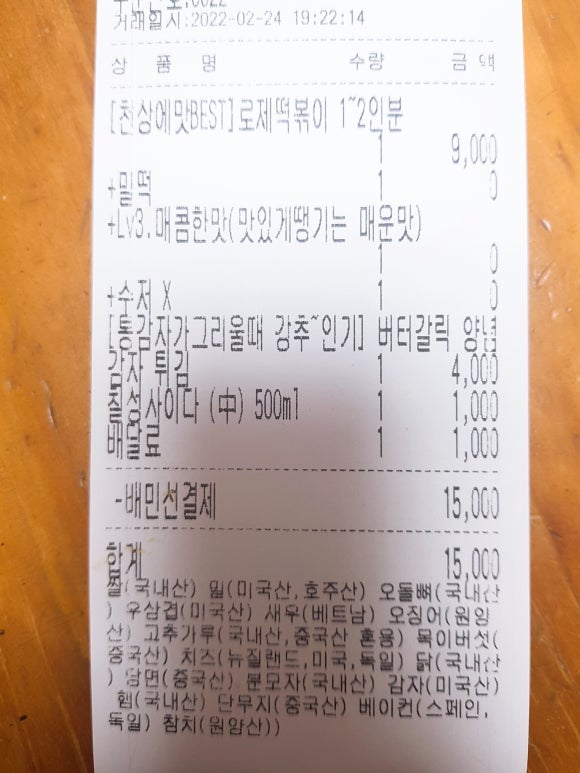 거래일시:2022-02-24 19:22:14
상 품 명 수량 금 액
[천상에맛BEST]로제떡볶이 1~2인분
1 9,000
+밀떡 1 0
+Lv3.매콤한맛(맛있게땡기는 매운맛)
1 0
+수저 X 1 0
[통감자가그리울때 강추~인기] 버터갈릭 양념
감자 튀김 1 4,000
칠성사이다 (中) 500ml 1 1,000
배달료 1 1,000
-배민선결제 15,000
합계 15,000
쌀(국내산) 밀(미국산,호주산) 오돌뼈(국내산
) 우삼겹(미국산) 새우(베트남) 오징어(원양
산) 고추가루(국내산,중국산 혼용) 목이버섯(
중국산) 치즈(뉴질랜드,미국,독일) 닭(국내산
) 당면(중국산) 분모자(국내산) 감자(미국산)
햄(국내산) 단무지(중국산) 베이컨(스페인,
독일) 참치(원양산))